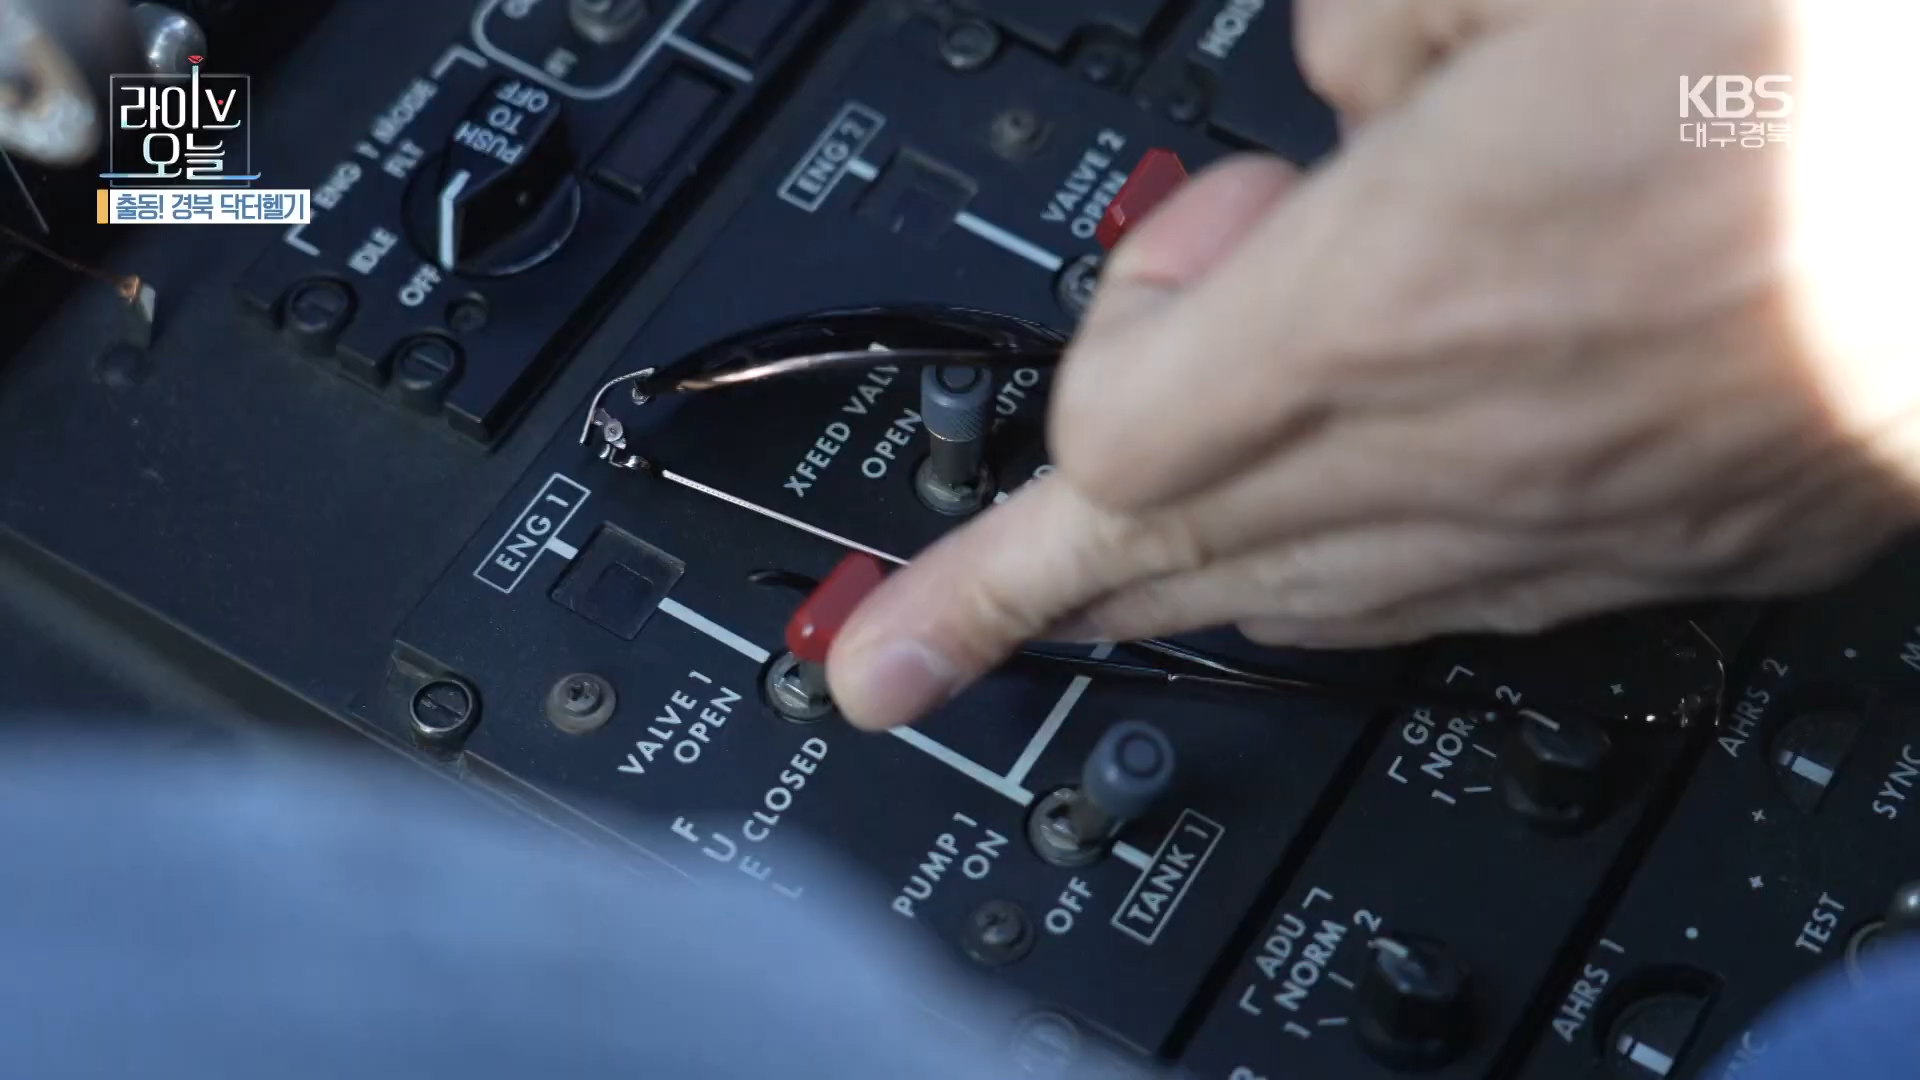 라이브
오늘
출동! 경북 닥터헬기
KBS
대구경북
ENG 1 MODE
FLT
IDLE
OFF
PUSH
TO
OFF
ENG 2
VALVE 2
OPEN
XFEED
OPEN
ENG 1
VALVE 1
OPEN
CLOSED
FUEL
PUMP 1
ON
OFF
TANK 1
1 NORM 2
ADU
1 NORM 2
AHRS 2
AHRS 1
SYNC
TEST